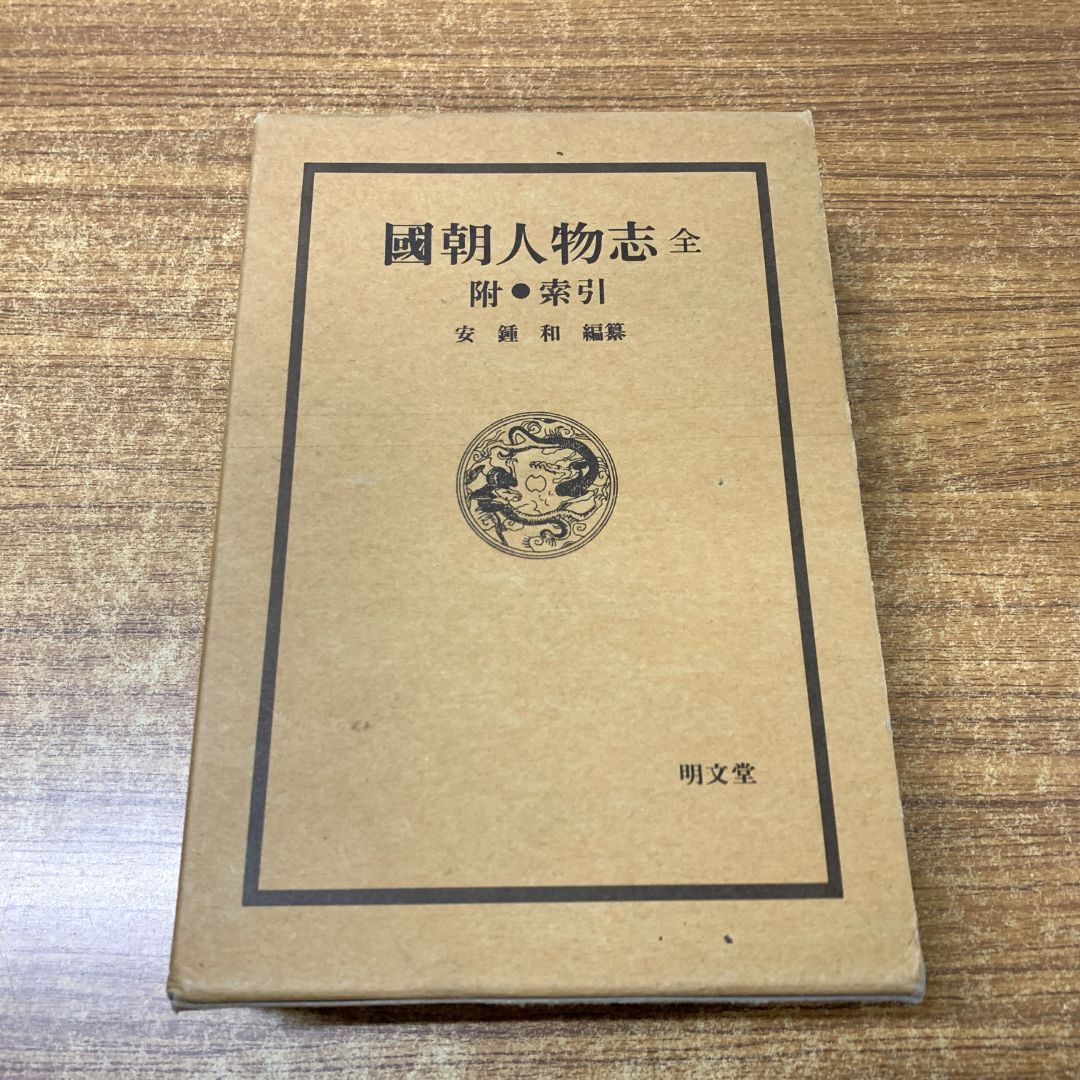 國朝人物志 全
附●索引
安鍾和 編纂
明文堂